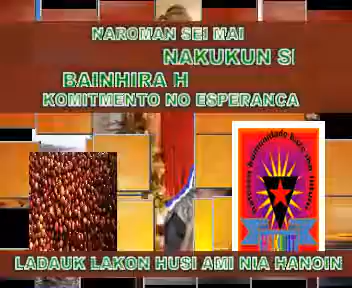 NAROMAN SEI MAI
NAKUKUN SI
BAINHIRA H
KOMITMENTO NO ESPERANCA
LADAUK LAKON HUSI AMI NIA HANOIN